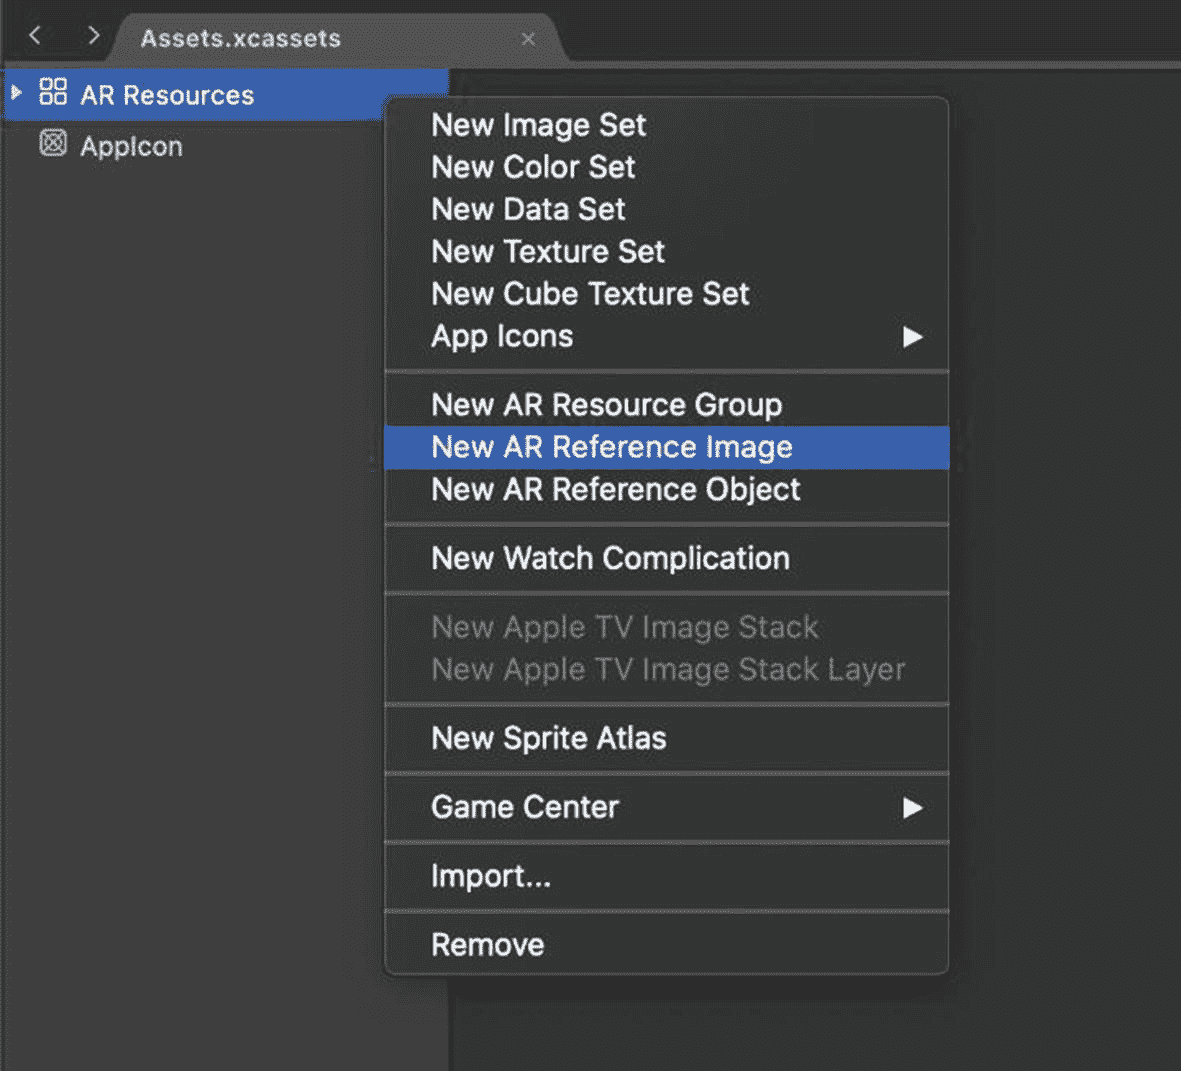 Assets.xcassets
AR Resources
AppIcon
New Image Set
New Color Set
New Data Set
New Texture Set
New Cube Texture Set
App Icons
New AR Resource Group
New AR Reference Image
New AR Reference Object
New Watch Complication
New Apple TV Image Stack
New Apple TV Image Stack Layer
New Sprite Atlas
Game Center
Import...
Remove